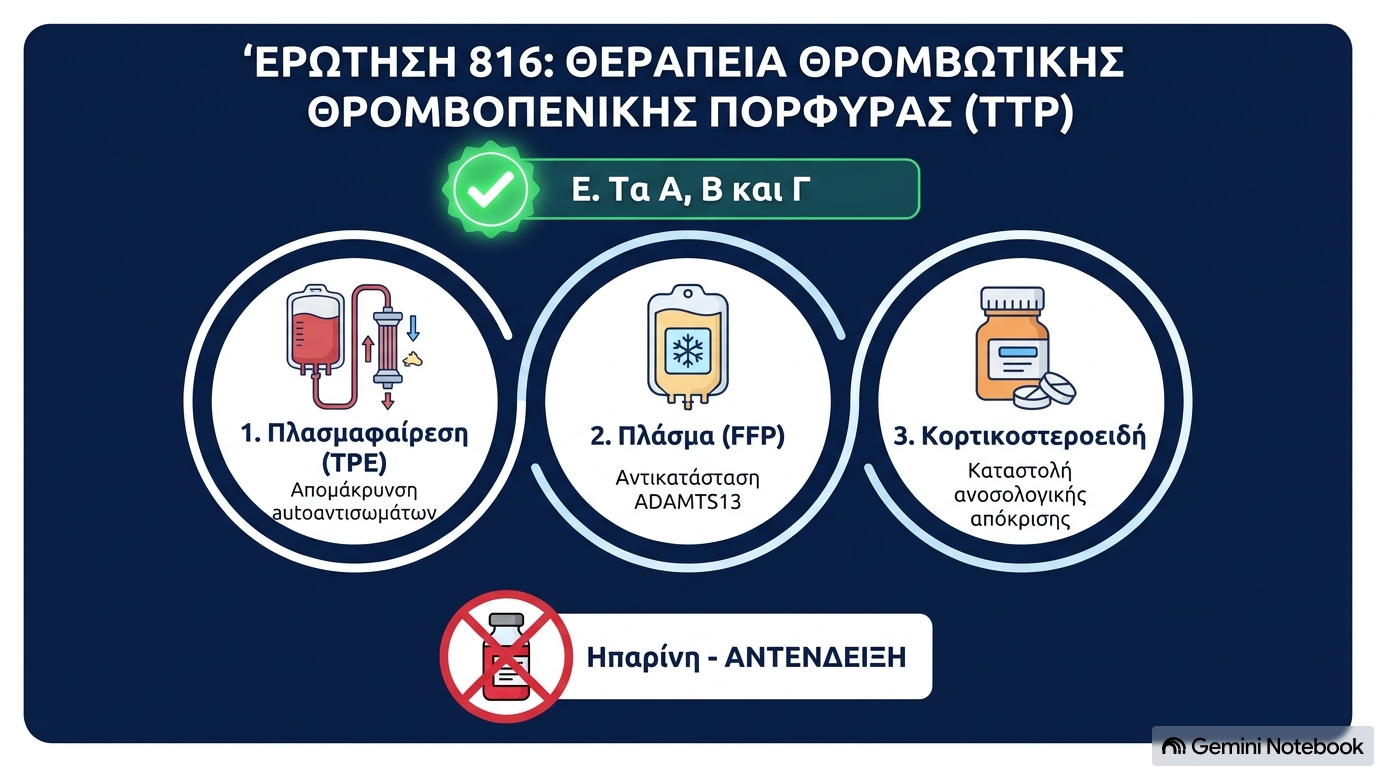 ‘ΕΡΩΤΗΣΗ 816: ΘΕΡΑΠΕΙΑ ΘΡΟΜΒΩΤΙΚΗΣ
ΘΡΟΜΒΟΠΕΝΙΚΗΣ ΠΟΡΦΥΡΑΣ (TTP)
Ε. Τα Α, Β και Γ
1. Πλασμαφαίρεση
(TPE)
Απομάκρυνση
autoαντισωμάτων
2. Πλάσμα (FFP)
Αντικατάσταση
ADAMTS13
3. Κορτικοστεροειδή
Καταστολή
ανοσολογικής
απόκρισης
Ηπαρίνη - ΑΝΤΕΝΔΕΙΞΗ
Gemini Notebook